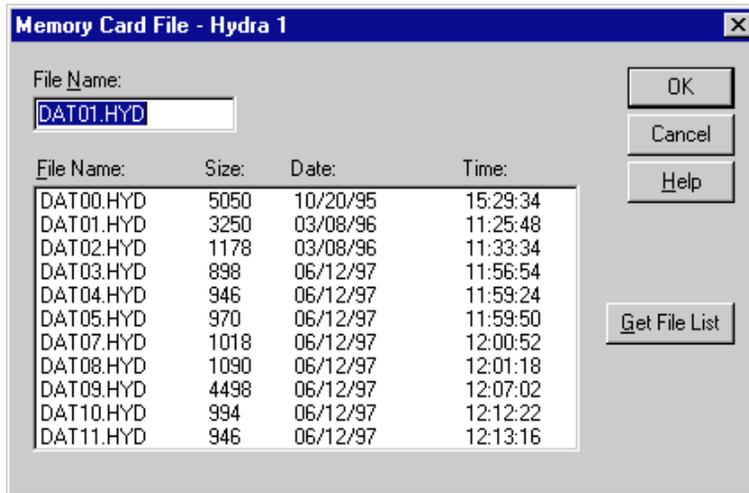 Memory Card File - Hydra 1
File Name:
DAT01.HYD
OK
Cancel
Help
File Name: Size: Date: Time:
DAT00.HYD 5050 10/20/95 15:29:34
DAT01.HYD 3250 03/08/96 11:25:48
DAT02.HYD 1178 03/08/96 11:33:34
DAT03.HYD 898 06/12/97 11:56:54
DAT04.HYD 946 06/12/97 11:59:24
DAT05.HYD 970 06/12/97 11:59:50
DAT07.HYD 1018 06/12/97 12:00:52
DAT08.HYD 1090 06/12/97 12:01:18
DAT09.HYD 4498 06/12/97 12:07:02
DAT10.HYD 994 06/12/97 12:12:22
DAT11.HYD 946 06/12/97 12:13:16
Get File List